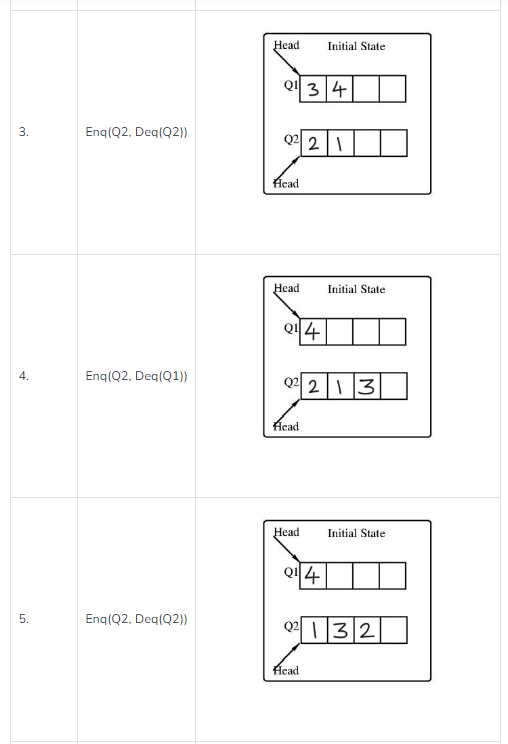 3.
Enq(Q2, Deq(Q2))
Head Initial State
Q1 3 4
Q2 2 1
Head
4.
Enq(Q2, Deq(Q1))
Head Initial State
Q1 4
Q2 2 1 3
Head
5.
Enq(Q2, Deq(Q2))
Head Initial State
Q1 4
Q2 1 3 2
Head